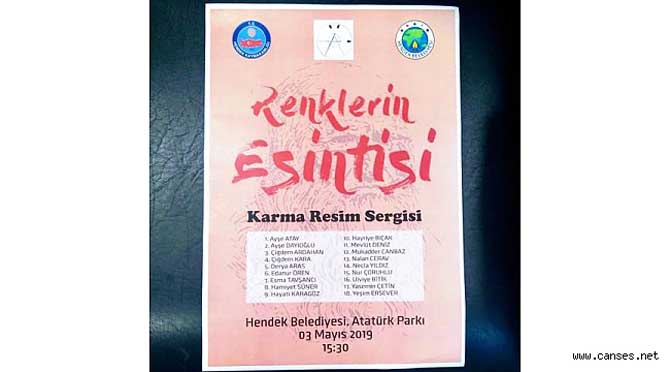 Renklerin
Esintisi
Karma Resim Sergisi
1. Ayşe ATAY
2. Ayşe DAYIOĞLU
3. Çiğdem ARDAHAN
4. Çiğdem KARA
5. Derya ARAS
6. Edanur ÖREN
7. Esma TAVŞANCI
8. Hamiyet SÜNER
9. Hayati KARAGÖZ
10. Hayriye BIÇAK
11. Mevlüt DENİZ
12. Mukadder CANBAZ
13. Nalan CERAV
14. Necla YILDIZ
15. Nur ÇORUHLU
16. Ulviye BİTİK
17. Yasemin ÇETİN
18. Yeşim ERSEVER
Hendek Belediyesi, Atatürk Parkı
03 Mayıs 2019
15:30
www.canses.net